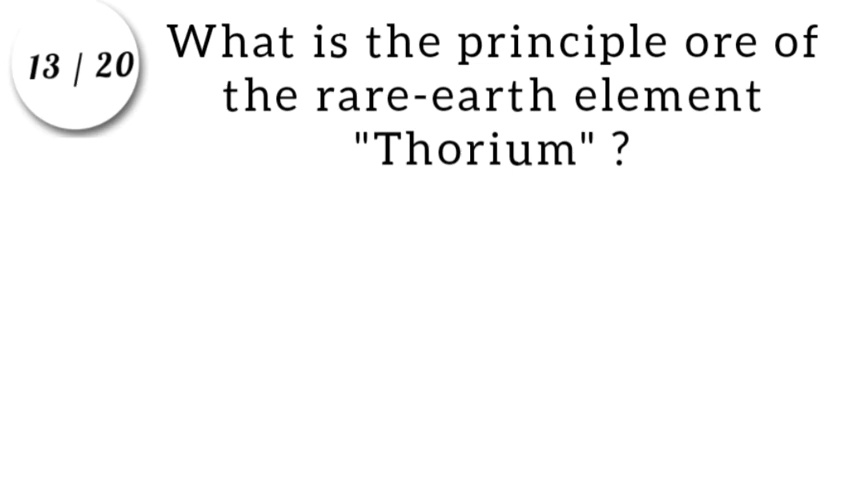 13 | 20
What is the principle ore of
the rare-earth element
"Thorium" ?